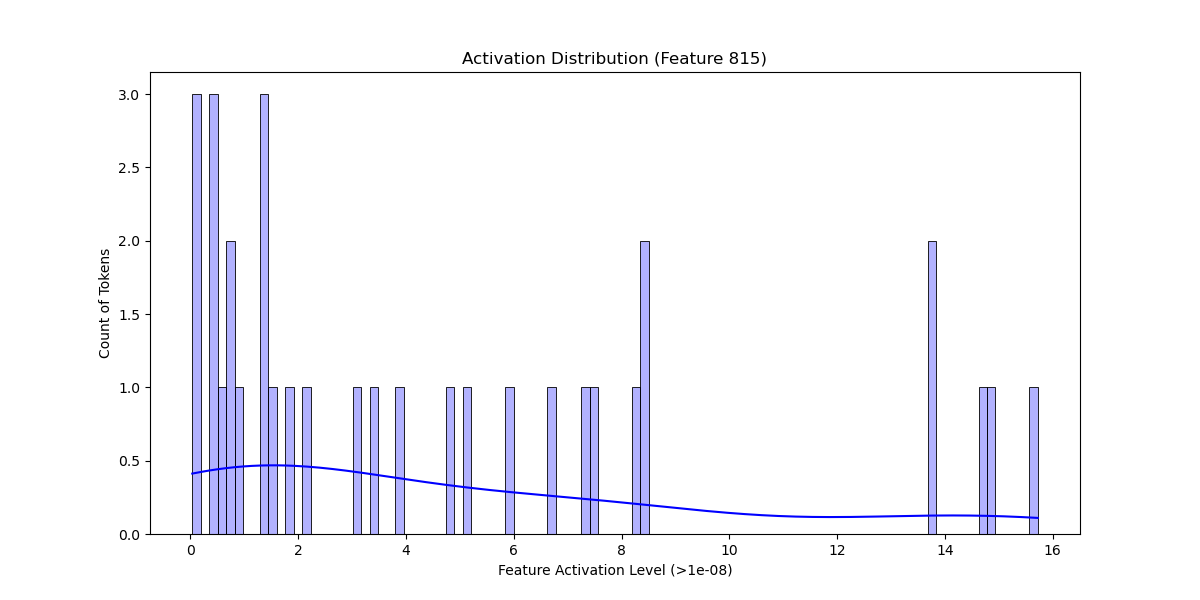 Activation Distribution (Feature 815)
3.0
2.5
2.0
1.5
1.0
0.5
0.0
Count of Tokens
0 2 4 6 8 10 12 14 16
Feature Activation Level (>1e-08)